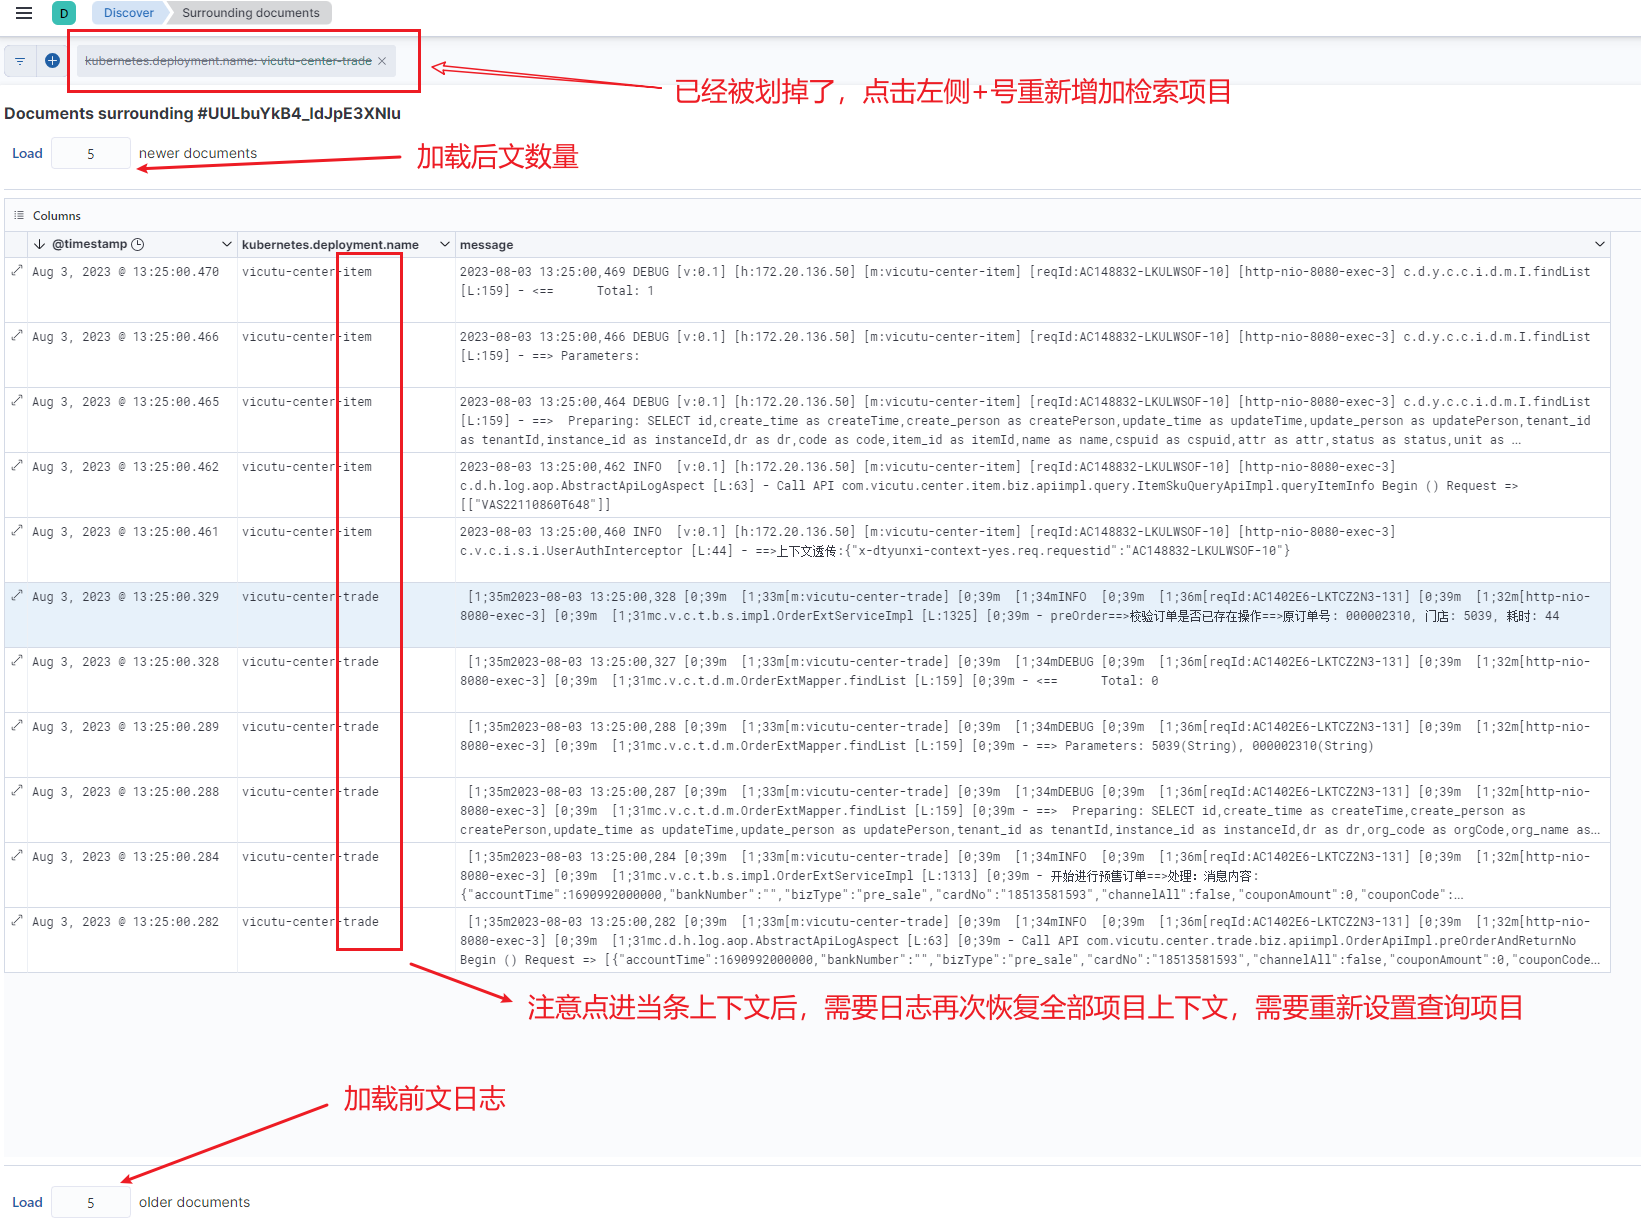 D Discover Surrounding documents
kubernetes.deployment.name: vicutu-center-trade ×
已经被划掉了，点击左侧+号重新增加检索项目
Documents surrounding #UULbuYkB4_ldJpE3XNlu
Load 5 newer documents
加载后文数量
Columns
@timestamp kubernetes.deployment.name message
Aug 3, 2023 @ 13:25:00.470 vicutu-center-item 2023-08-03 13:25:00,469 DEBUG [v:0.1] [h:172.20.136.50] [m:vicutu-center-item] [reqId:AC148832-LKULWSOF-10] [http-nio-8080-exec-3] c.d.y.c.c.i.d.m.I.findList
[L:159] - <== Total: 1
Aug 3, 2023 @ 13:25:00.466 vicutu-center-item 2023-08-03 13:25:00,466 DEBUG [v:0.1] [h:172.20.136.50] [m:vicutu-center-item] [reqId:AC148832-LKULWSOF-10] [http-nio-8080-exec-3] c.d.y.c.c.i.d.m.I.findList
[L:159] - ==> Parameters:
Aug 3, 2023 @ 13:25:00.465 vicutu-center-item 2023-08-03 13:25:00,464 DEBUG [v:0.1] [h:172.20.136.50] [m:vicutu-center-item] [reqId:AC148832-LKULWSOF-10] [http-nio-8080-exec-3] c.d.y.c.c.i.d.m.I.findList
[L:159] - ==> Preparing: SELECT id,create_time as createTime,create_person as createPerson,update_time as updateTime,update_person as updatePerson,tenant_id
as tenantId,instance_id as instanceId,dr as dr,code as code,item_id as itemId,name as name,cspuid as cspuid,attr as attr,status as status,unit as ...
Aug 3, 2023 @ 13:25:00.462 vicutu-center-item 2023-08-03 13:25:00,462 INFO [v:0.1] [h:172.20.136.50] [m:vicutu-center-item] [reqId:AC148832-LKULWSOF-10] [http-nio-8080-exec-3]
c.d.h.log.aop.AbstractApiLogAspect [L:63] - Call API com.vicutu.center.item.biz.apiimpl.query.ItemSkuQueryApiImpl.queryItemInfo Begin () Request =>
[["VAS22110860T648"]]
Aug 3, 2023 @ 13:25:00.461 vicutu-center-item 2023-08-03 13:25:00,460 INFO [v:0.1] [h:172.20.136.50] [m:vicutu-center-item] [reqId:AC148832-LKULWSOF-10] [http-nio-8080-exec-3]
c.v.c.i.s.i.UserAuthInterceptor [L:44] - ==>上下文透传:{"x-dtyunxi-context-yes.req.requestid":"AC148832-LKULWSOF-10"}
Aug 3, 2023 @ 13:25:00.329 vicutu-center-trade [1;35m2023-08-03 13:25:00,328 [0;39m [1;33m[m:vicutu-center-trade] [0;39m [1;34mINFO [0;39m [1;36m[reqId:AC1402E6-LKTCZ2N3-131] [0;39m [1;32m[http-nio-
8080-exec-3] [0;39m [1;31mc.v.c.t.b.s.impl.OrderExtServiceImpl [L:1325] [0;39m - preOrder==>校验订单是否已存在操作==>原订单号: 000002310, 门店: 5039, 耗时: 44
Aug 3, 2023 @ 13:25:00.328 vicutu-center-trade [1;35m2023-08-03 13:25:00,327 [0;39m [1;33m[m:vicutu-center-trade] [0;39m [1;34mDEBUG [0;39m [1;36m[reqId:AC1402E6-LKTCZ2N3-131] [0;39m [1;32m[http-nio-
8080-exec-3] [0;39m [1;31mc.v.c.t.d.m.OrderExtMapper.findList [L:159] [0;39m - <== Total: 0
Aug 3, 2023 @ 13:25:00.289 vicutu-center-trade [1;35m2023-08-03 13:25:00,288 [0;39m [1;33m[m:vicutu-center-trade] [0;39m [1;34mDEBUG [0;39m [1;36m[reqId:AC1402E6-LKTCZ2N3-131] [0;39m [1;32m[http-nio-
8080-exec-3] [0;39m [1;31mc.v.c.t.d.m.OrderExtMapper.findList [L:159] [0;39m - ==> Parameters: 5039(String), 000002310(String)
Aug 3, 2023 @ 13:25:00.288 vicutu-center-trade [1;35m2023-08-03 13:25:00,287 [0;39m [1;33m[m:vicutu-center-trade] [0;39m [1;34mDEBUG [0;39m [1;36m[reqId:AC1402E6-LKTCZ2N3-131] [0;39m [1;32m[http-nio-
8080-exec-3] [0;39m [1;31mc.v.c.t.d.m.OrderExtMapper.findList [L:159] [0;39m - ==> Preparing: SELECT id,create_time as createTime,create_person as
createPerson,update_time as updateTime,update_person as updatePerson,tenant_id as tenantId,instance_id as instanceId,dr as dr,org_code as orgCode,org_name as...
Aug 3, 2023 @ 13:25:00.284 vicutu-center-trade [1;35m2023-08-03 13:25:00,284 [0;39m [1;33m[m:vicutu-center-trade] [0;39m [1;34mINFO [0;39m [1;36m[reqId:AC1402E6-LKTCZ2N3-131] [0;39m [1;32m[http-nio-
8080-exec-3] [0;39m [1;31mc.v.c.t.b.s.impl.OrderExtServiceImpl [L:1313] [0;39m - 开始进行预售订单==>处理: 消息内容:
{"accountTime":1690992000000,"bankNumber":"","bizType":"pre_sale","cardNo":"18513581593","channelAll":false,"couponAmount":0,"couponCode":...
Aug 3, 2023 @ 13:25:00.282 vicutu-center-trade [1;35m2023-08-03 13:25:00,282 [0;39m [1;33m[m:vicutu-center-trade] [0;39m [1;34mINFO [0;39m [1;36m[reqId:AC1402E6-LKTCZ2N3-131] [0;39m [1;32m[http-nio-
8080-exec-3] [0;39m [1;31mc.d.h.log.aop.AbstractApiLogAspect [L:63] [0;39m - Call API com.vicutu.center.trade.biz.apiimpl.OrderApiImpl.preOrderAndReturnNo
Begin () Request => [{"accountTime":1690992000000,"bankNumber":"","bizType":"pre_sale","cardNo":"18513581593","channelAll":false,"couponAmount":0,"couponCode...
注意点进当条上下文后，需要日志再次恢复全部项目上下文，需要重新设置查询项目
加载前文日志
Load 5 older documents